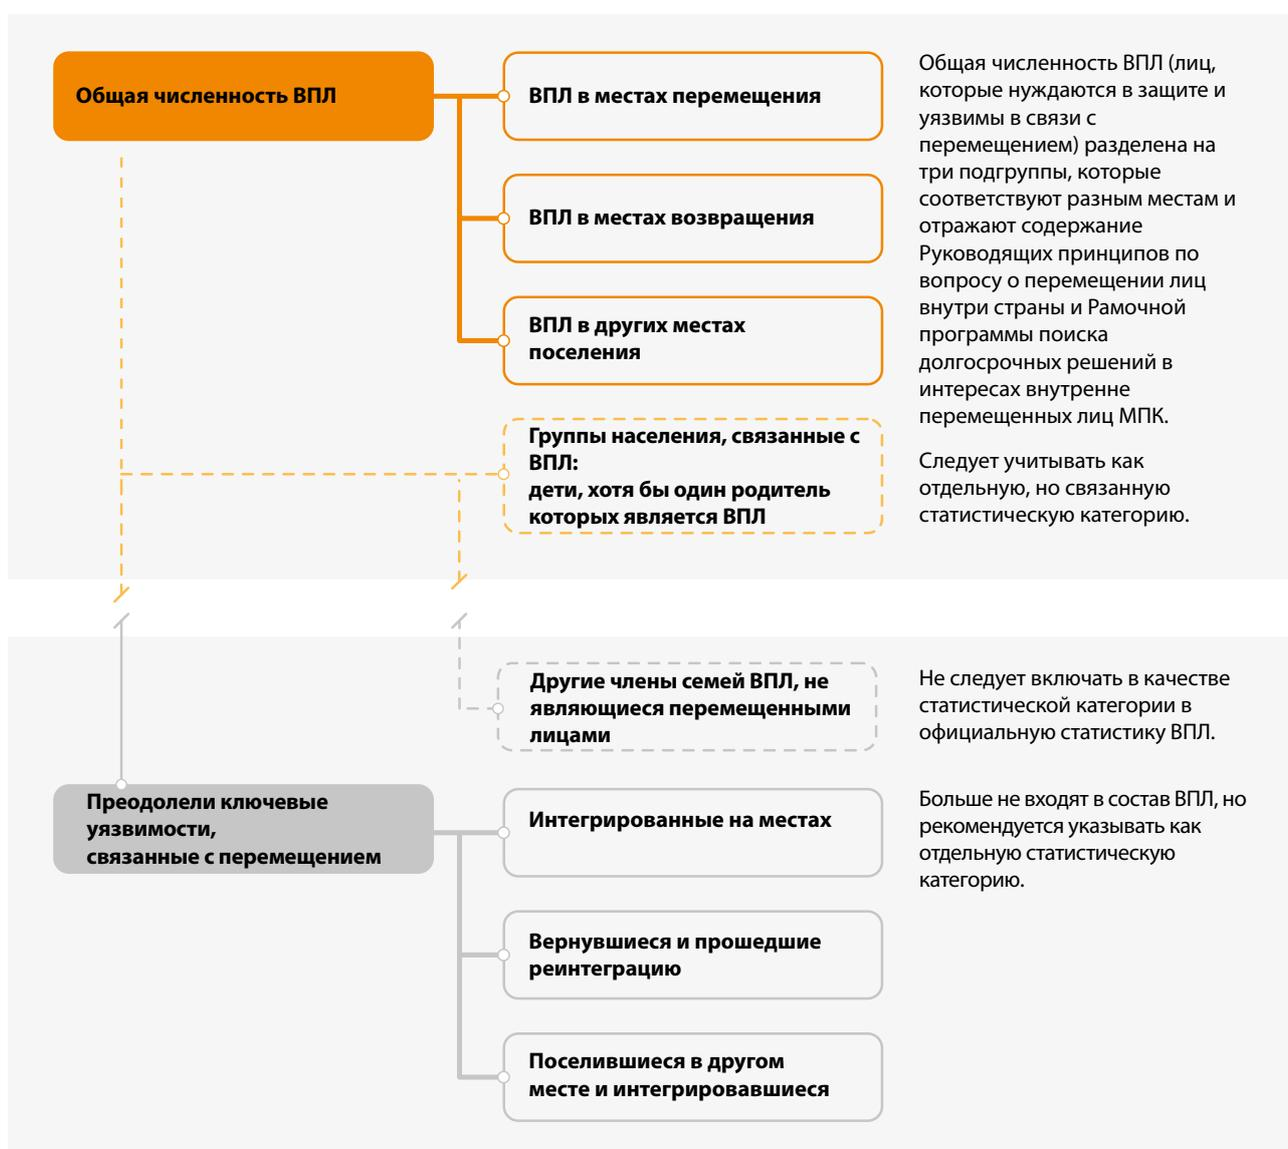 Общая численность ВПЛ
ВПЛ в местах перемещения
ВПЛ в местах возвращения
ВПЛ в других местах
поселения
Группы населения, связанные с
ВПЛ:
дети, хотя бы один родитель
которых является ВПЛ
Общая численность ВПЛ (лиц,
которые нуждаются в защите и
уязвимы в связи с
перемещением) разделена на
три подгруппы, которые
соответствуют разным местам и
отражают содержание
Руководящих принципов по
вопросу о перемещении лиц
внутри страны и Рамочной
программы поиска
долгосрочных решений в
интересах внутренне
перемещенных лиц МПК.
Следует учитывать как
отдельную, но связанную
статистическую категорию.
Другие члены семей ВПЛ, не
являющиеся перемещенными
лицами
Не следует включать в качестве
статистической категории в
официальную статистику ВПЛ.
Преодолели ключевые
уязвимости,
связанные с перемещением
Интегрированные на местах
Вернувшиеся и прошедшие
реинтеграцию
Поселившиеся в другом
месте и интегрировавшиеся
Больше не входят в состав ВПЛ, но
рекомендуется указывать как
отдельную статистическую
категорию.